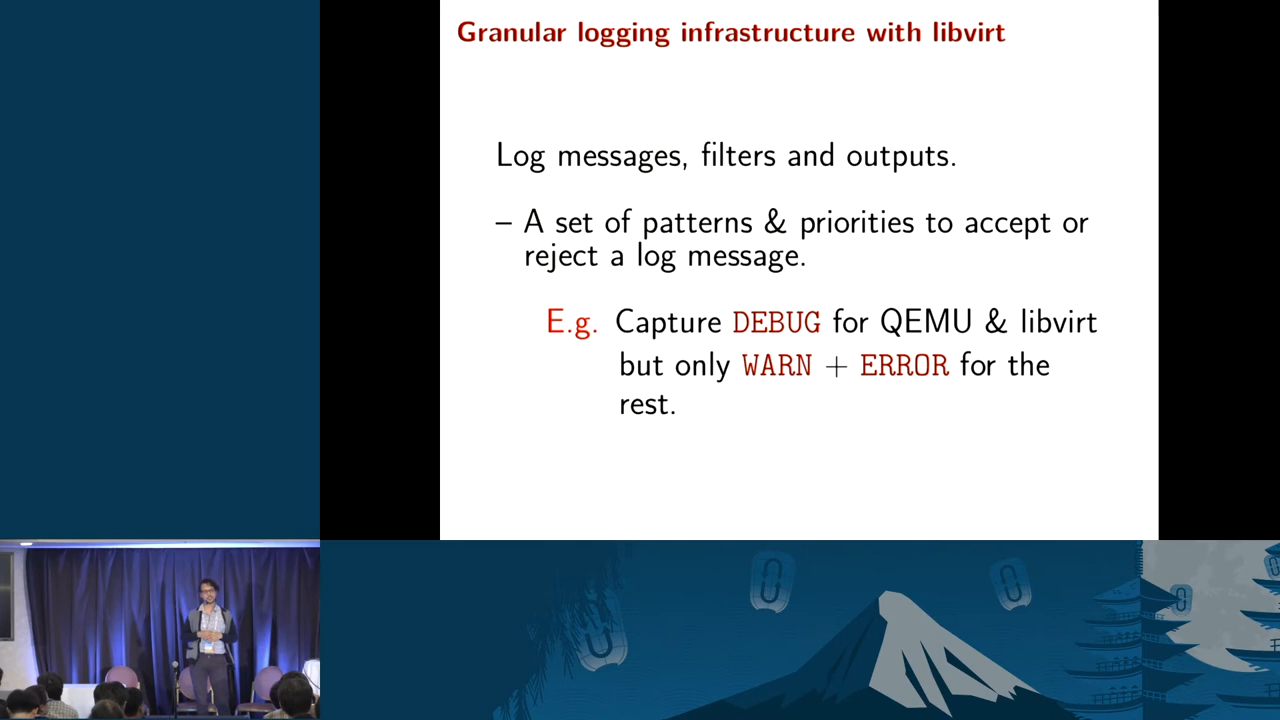 Granular logging infrastructure with libvirt
Log messages, filters and outputs.
– A set of patterns & priorities to accept or
reject a log message.
E.g. Capture DEBUG for QEMU & libvirt
but only WARN + ERROR for the
rest.